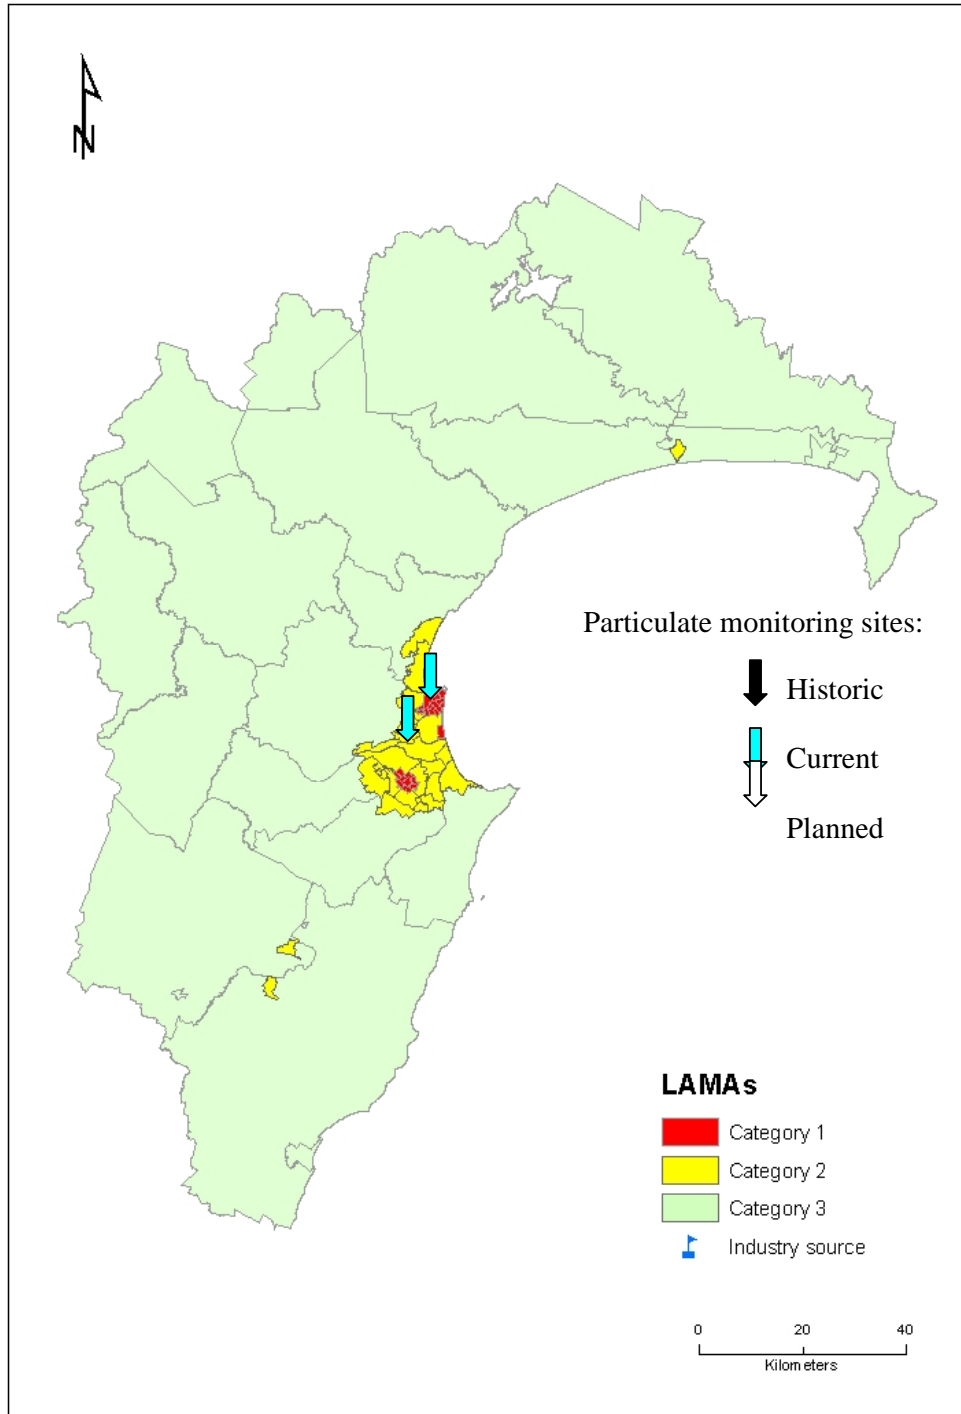 N
Particulate monitoring sites:
Historic
Current
Planned
LAMAs
Category 1
Category 2
Category 3
Industry source
0 20 40
Kilometers